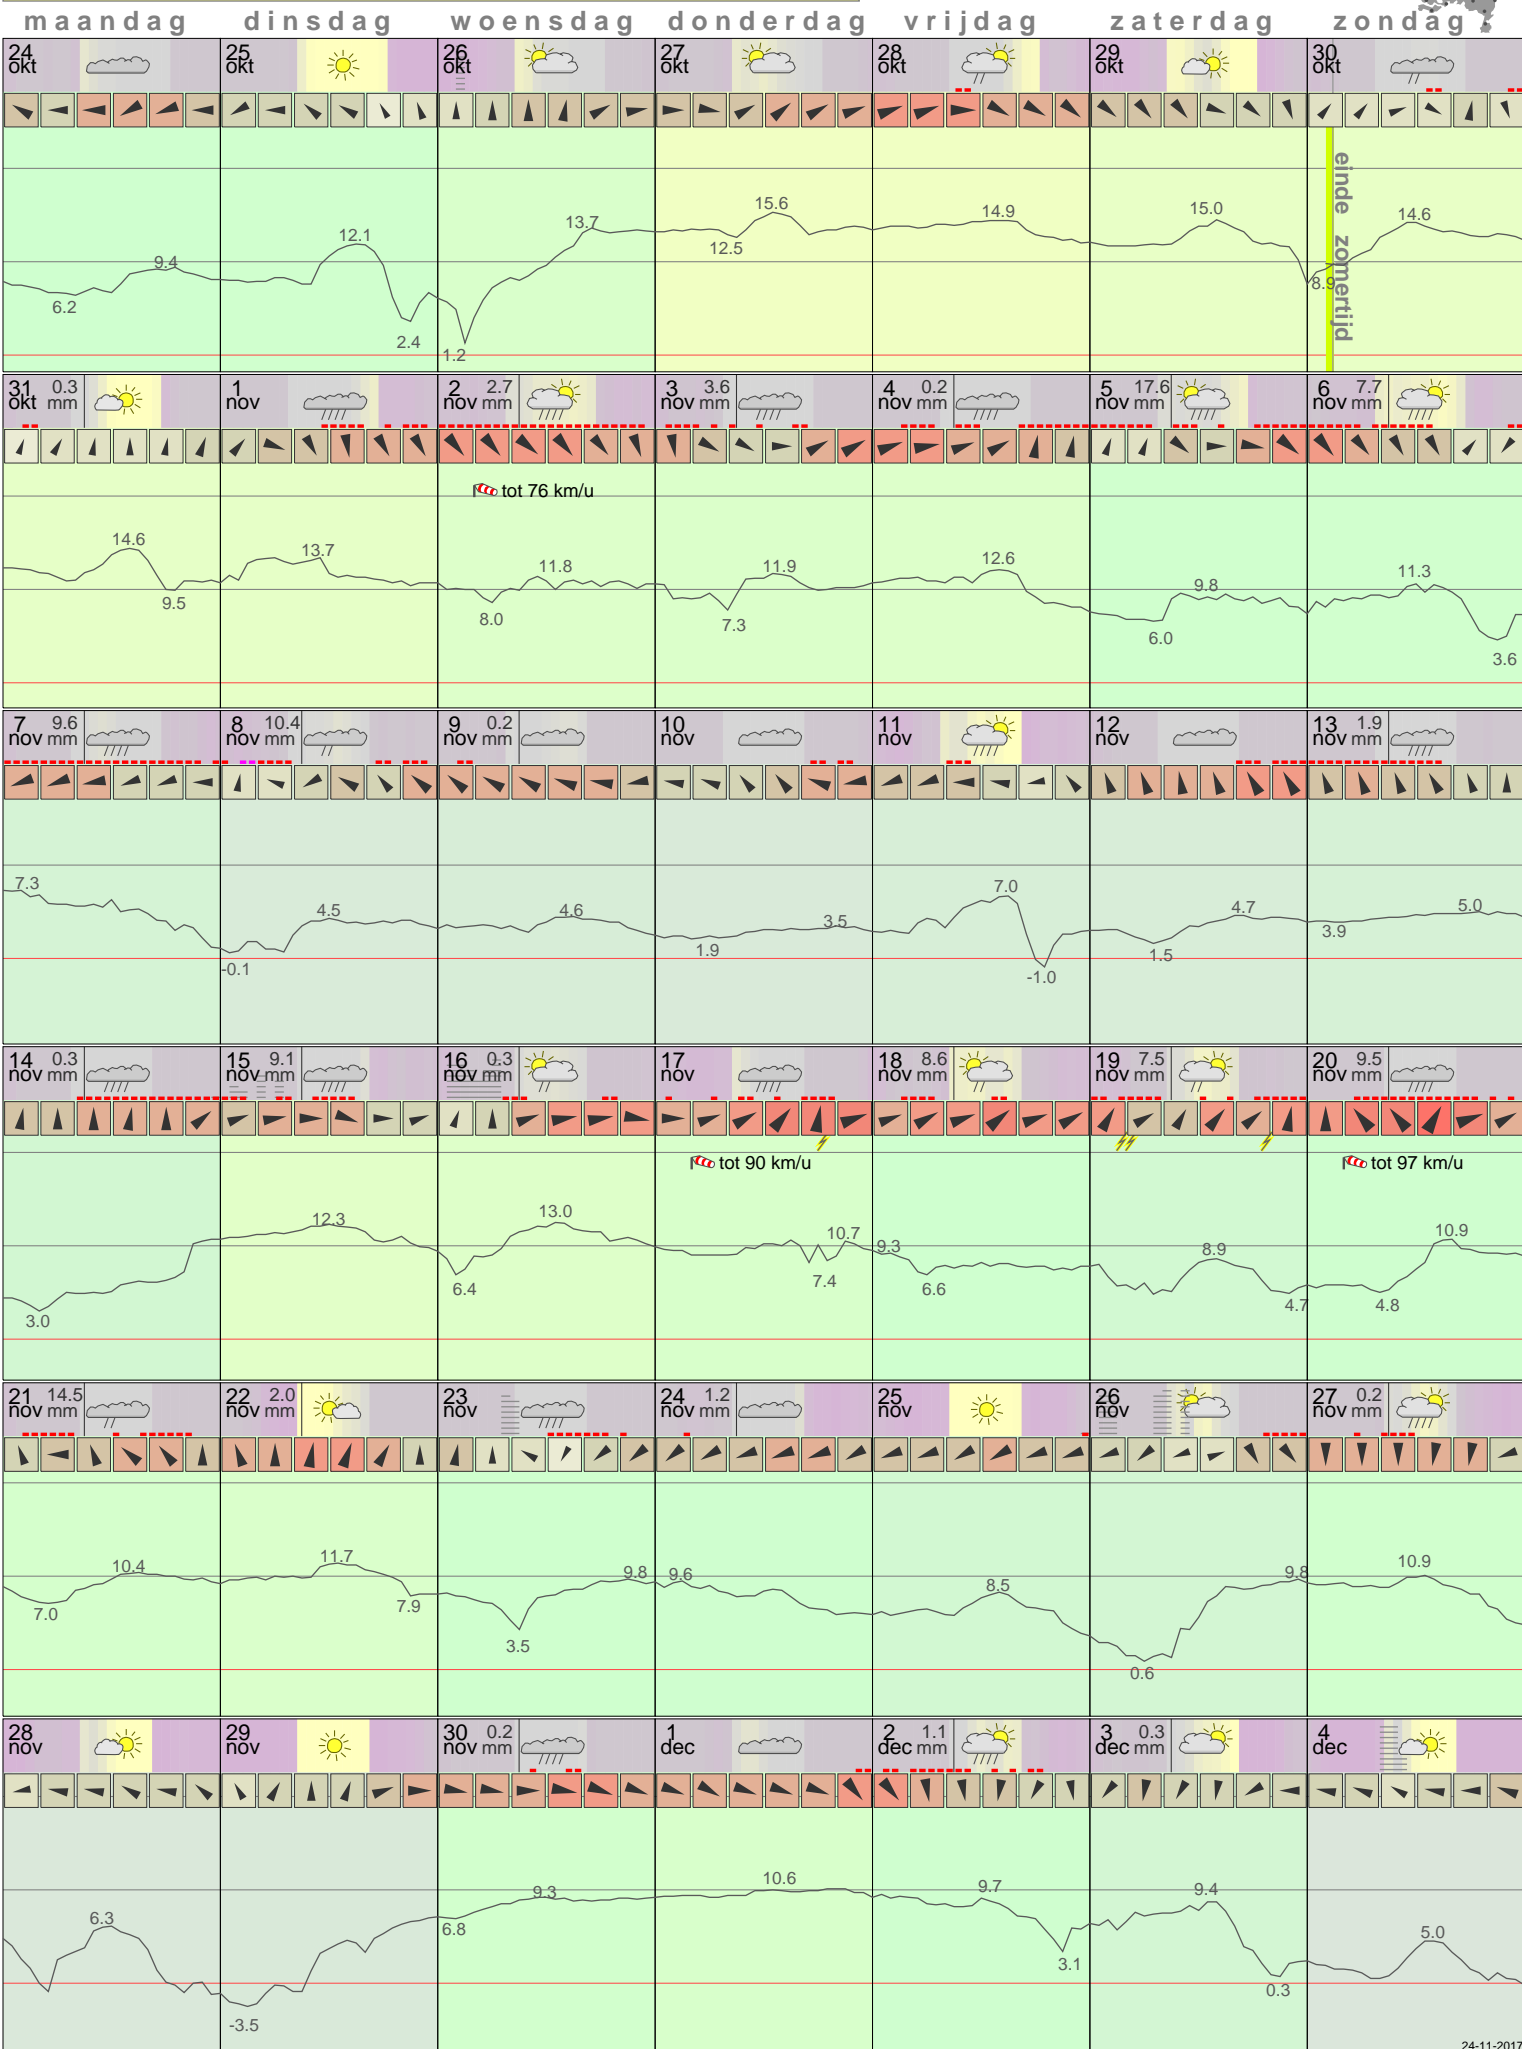 maandag dinsdag woensdag donderdag vrijdag zaterdag zondag
24 okt
25 okt
26 okt
27 okt
28 okt
29 okt
30 okt
6.2 9.4
12.1 2.4
1.2 13.7
12.5 15.6
14.9
15.0
8.9 14.6
einde zomertijd
31 okt 0.3 mm
1 nov
2 nov 2.7 mm
3 nov 3.6 mm
4 nov 0.2 mm
5 nov 17.6 mm
6 nov 7.7 mm
tot 76 km/u
14.6 9.5
13.7
8.0 11.8
7.3 11.9
12.6
6.0 9.8
11.3 3.6
7 nov 9.6 mm
8 nov 10.4 mm
9 nov 0.2 mm
10 nov
11 nov
12 nov
13 nov 1.9 mm
7.3
-0.1 4.5
4.6
1.9 3.5
7.0 -1.0
1.5 4.7
3.9 5.0
14 nov 0.3 mm
15 nov 9.1 mm
16 nov 0.3 mm
17 nov
18 nov 8.6 mm
19 nov 7.5 mm
20 nov 9.5 mm
tot 90 km/u
tot 97 km/u
3.0
12.3
6.4 13.0
7.4 10.7
9.3 6.6
8.9 4.7
4.8 10.9
21 nov 14.5 mm
22 nov 2.0 mm
23 nov
24 nov 1.2 mm
25 nov
26 nov
27 nov 0.2 mm
7.0 10.4
11.7 7.9
3.5 9.8
9.6
8.5
0.6 9.8
10.9
28 nov
29 nov
30 nov 0.2 mm
1 dec
2 dec 1.1 mm
3 dec 0.3 mm
4 dec
6.3
-3.5
6.8 9.3
10.6
9.7 3.1
9.4 0.3
5.0
24-11-2017